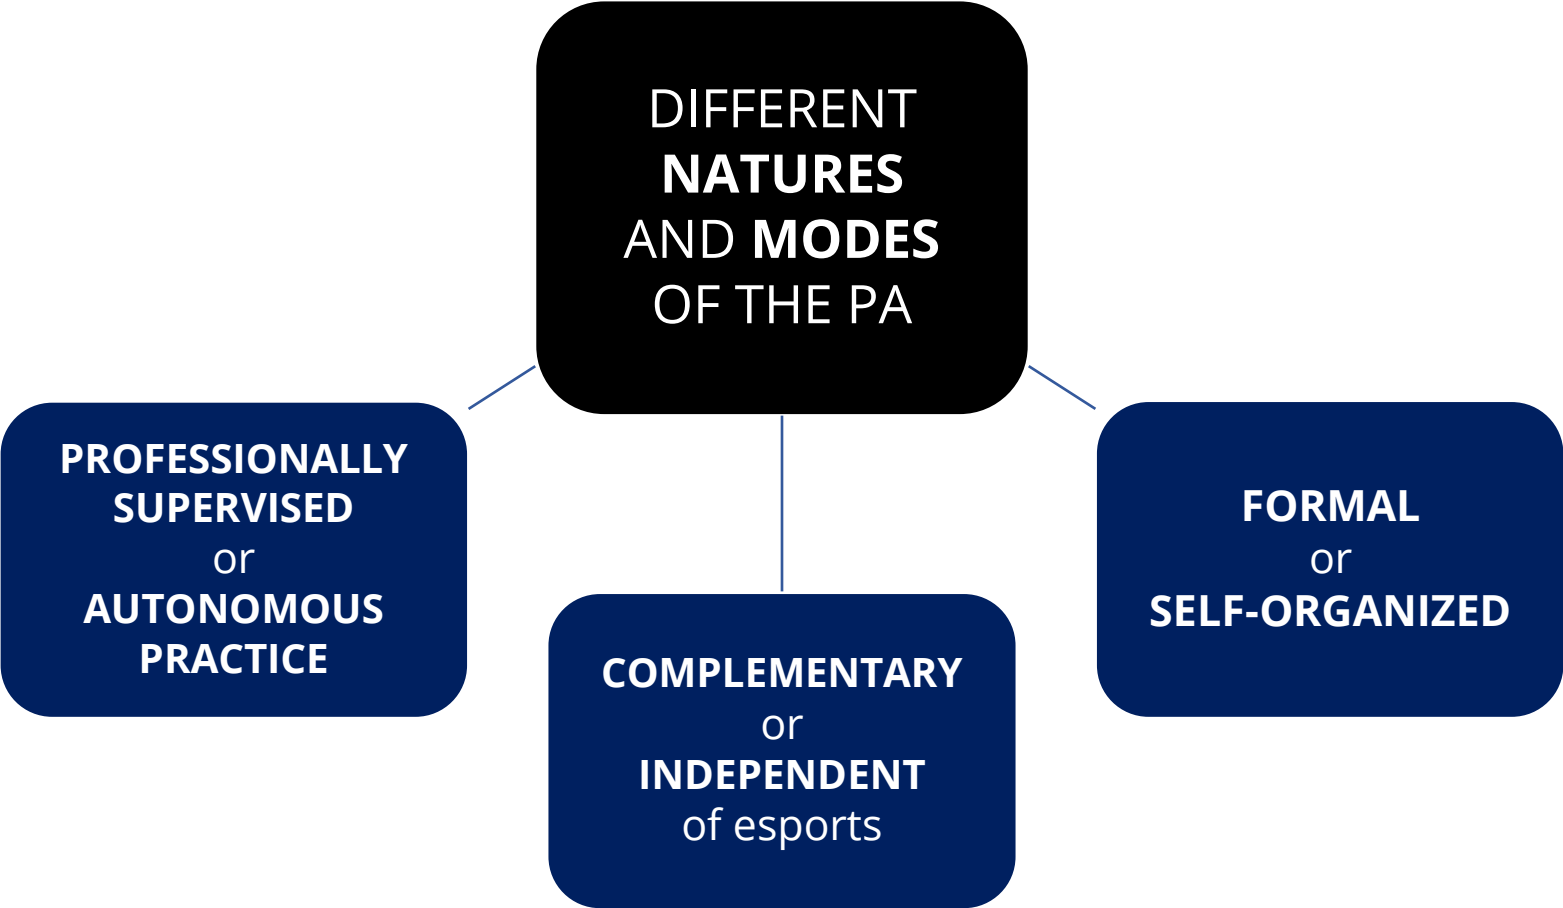 DIFFERENT
NATURES
AND MODES
OF THE PA
PROFESSIONALLY
SUPERVISED
or
AUTONOMOUS
PRACTICE
COMPLEMENTARY
or
INDEPENDENT
of esports
FORMAL
or
SELF-ORGANIZED